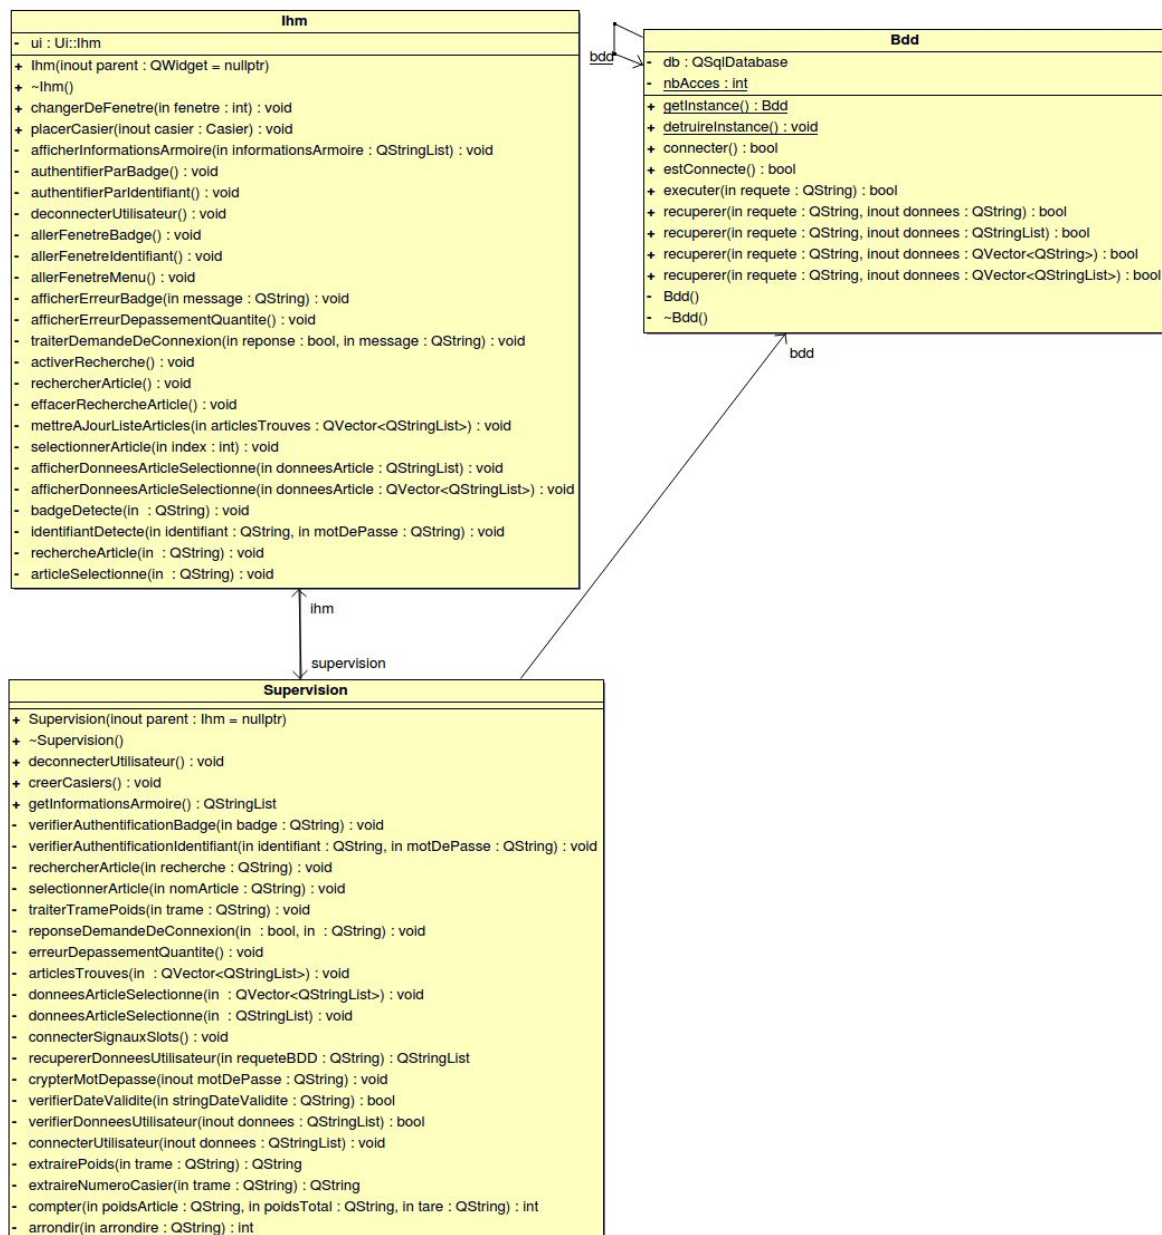 Ihm
- ui : Ui::Ihm
+ Ihm(inout parent : QWidget = nullptr)
+ ~Ihm()
+ changerDeFenetre(in fenetre : int) : void
+ placerCasier(inout casier : Casier) : void
- afficherInformationsArmoire(in informationsArmoire : QStringList) : void
- authentifierParBadge() : void
- authentifierParIdentifiant() : void
- deconnecterUtilisateur() : void
- allerFenetreBadge() : void
- allerFenetreIdentifiant() : void
- allerFenetreMenu() : void
- afficherErreurBadge(in message : QString) : void
- afficherErreurDepassementQuantite() : void
- traiterDemandeDeConnexion(in reponse : bool, in message : QString) : void
- activerRecherche() : void
- rechercherArticle() : void
- effacerRechercheArticle() : void
- mettreAJourListeArticles(in articlesTrouves : QVector<QStringList>) : void
- selectionnerArticle(in index : int) : void
- afficherDonneesArticleSelectionne(in donneesArticle : QStringList) : void
- afficherDonneesArticleSelectionne(in donneesArticle : QVector<QStringList>) : void
- badgeDetecte(in  : QString) : void
- identifiantDetecte(in identifiant : QString, in motDePasse : QString) : void
- rechercheArticle(in  : QString) : void
- articleSelectionne(in  : QString) : void
bdd
Bdd
- db : QSqlDatabase
- nbAcces : int
+ getInstance() : Bdd
+ detruireInstance() : void
+ connecter() : bool
+ estConnecte() : bool
+ executer(in requete : QString) : bool
+ recuperer(in requete : QString, inout donnees : QString) : bool
+ recuperer(in requete : QString, inout donnees : QStringList) : bool
+ recuperer(in requete : QString, inout donnees : QVector<QString>) : bool
+ recuperer(in requete : QString, inout donnees : QVector<QStringList>) : bool
- Bdd()
- ~Bdd()
bdd
ihm
supervision
Supervision
+ Supervision(inout parent : Ihm = nullptr)
+ ~Supervision()
+ deconnecterUtilisateur() : void
+ creerCasiers() : void
+ getInformationsArmoire() : QStringList
- verifierAuthentificationBadge(in badge : QString) : void
- verifierAuthentificationIdentifiant(in identifiant : QString, in motDePasse : QString) : void
- rechercherArticle(in recherche : QString) : void
- selectionnerArticle(in nomArticle : QString) : void
- traiterTramePoids(in trame : QString) : void
- reponseDemandeDeConnexion(in  : bool, in  : QString) : void
- erreurDepassementQuantite() : void
- articlesTrouves(in  : QVector<QStringList>) : void
- donneesArticleSelectionne(in  : QVector<QStringList>) : void
- donneesArticleSelectionne(in  : QStringList) : void
- connecterSignauxSlots() : void
- recupererDonneesUtilisateur(in requeteBDD : QString) : QStringList
- crypterMotDepasse(inout motDePasse : QString) : void
- verifierDateValidite(in stringDateValidite : QString) : bool
- verifierDonneesUtilisateur(inout donnees : QStringList) : bool
- connecterUtilisateur(inout donnees : QStringList) : void
- extrairePoids(in trame : QString) : QString
- extraireNumeroCasier(in trame : QString) : QString
- compter(in poidsArticle : QString, in poidsTotal : QString, in tare : QString) : int
- arrondir(in arrondire : QString) : int